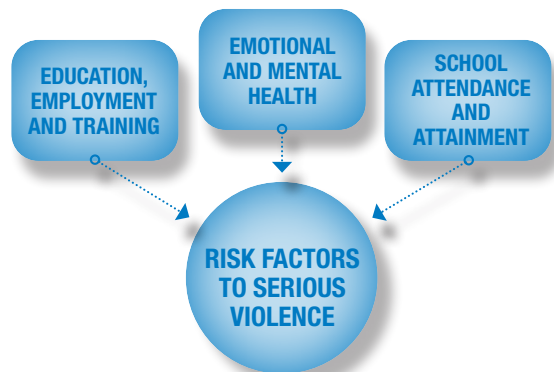 EDUCATION,
EMPLOYMENT
AND TRAINING
EMOTIONAL
AND MENTAL
HEALTH
SCHOOL
ATTENDANCE
AND
ATTAINMENT
RISK FACTORS
TO SERIOUS
VIOLENCE